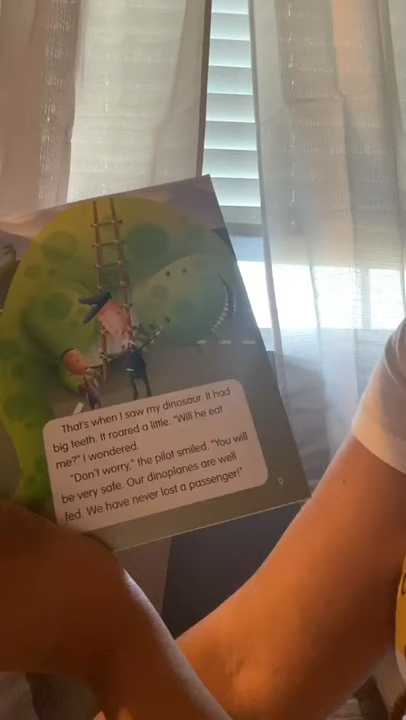 That's when I saw my dinosaur. It had
big teeth. It roared a little. "Will he eat
me?" I wondered.
"Don't worry," the pilot smiled. "You will
be very safe. Our dinoplanes are well
fed. We have never lost a passenger!"
9